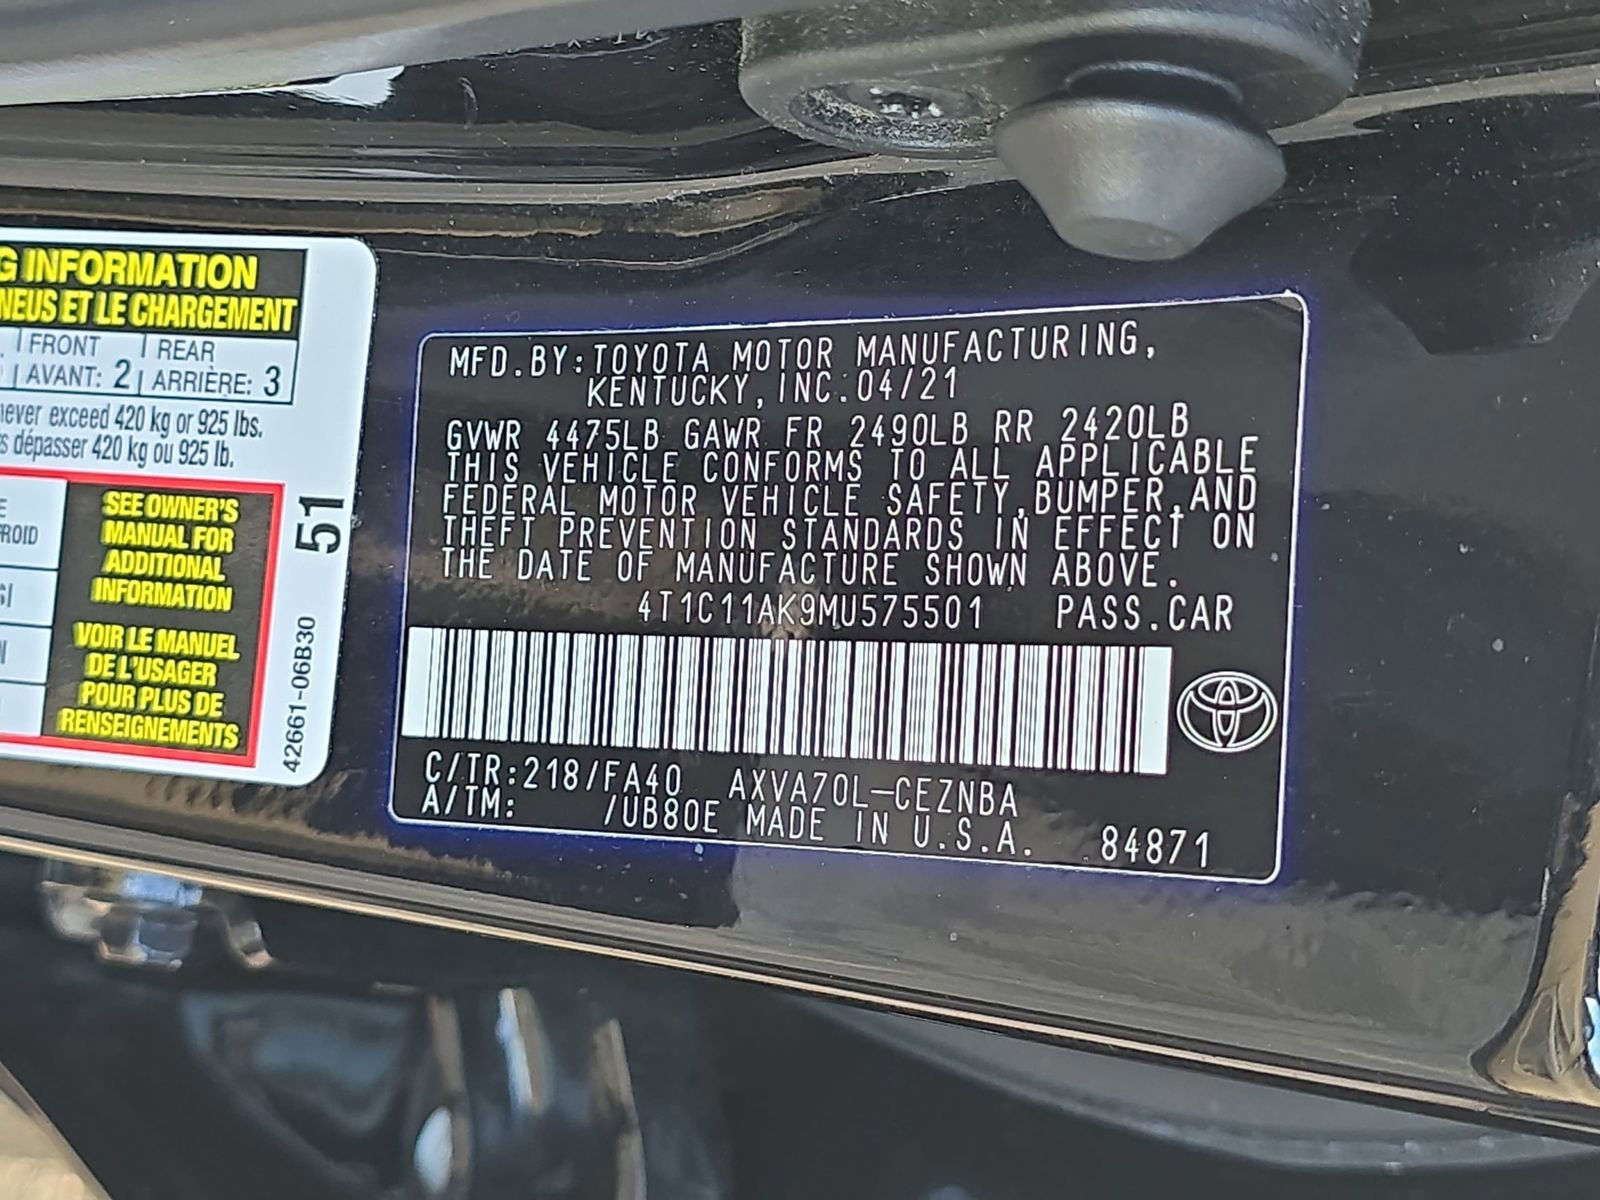 G INFORMATION
NEUS ET LE CHARGEMENT
FRONT REAR
AVANT: 2 ARRIÈRE: 3
never exceed 420 kg or 925 lbs.
s dépasser 420 kg ou 925 lb.
E
FROID
SEE OWNER'S
MANUAL FOR
ADDITIONAL
INFORMATION
VOIR LE MANUEL
DE L'USAGER
POUR PLUS DE
RENSEIGNEMENTS
51
42661-06B30
MFD.BY:TOYOTA MOTOR MANUFACTURING,
KENTUCKY,INC.04/21
GVWR 4475LB GAWR FR 2490LB RR 2420LB
THIS VEHICLE CONFORMS TO ALL APPLICABLE
FEDERAL MOTOR VEHICLE SAFETY,BUMPER,AND
THEFT PREVENTION STANDARDS IN EFFECT ON
THE DATE OF MANUFACTURE SHOWN ABOVE.
4T1C11AK9MU575501 PASS.CAR
C/TR:218/FA40 AXVA70L-CEZNBA
A/TM: /UB80E MADE IN U.S.A. 84871